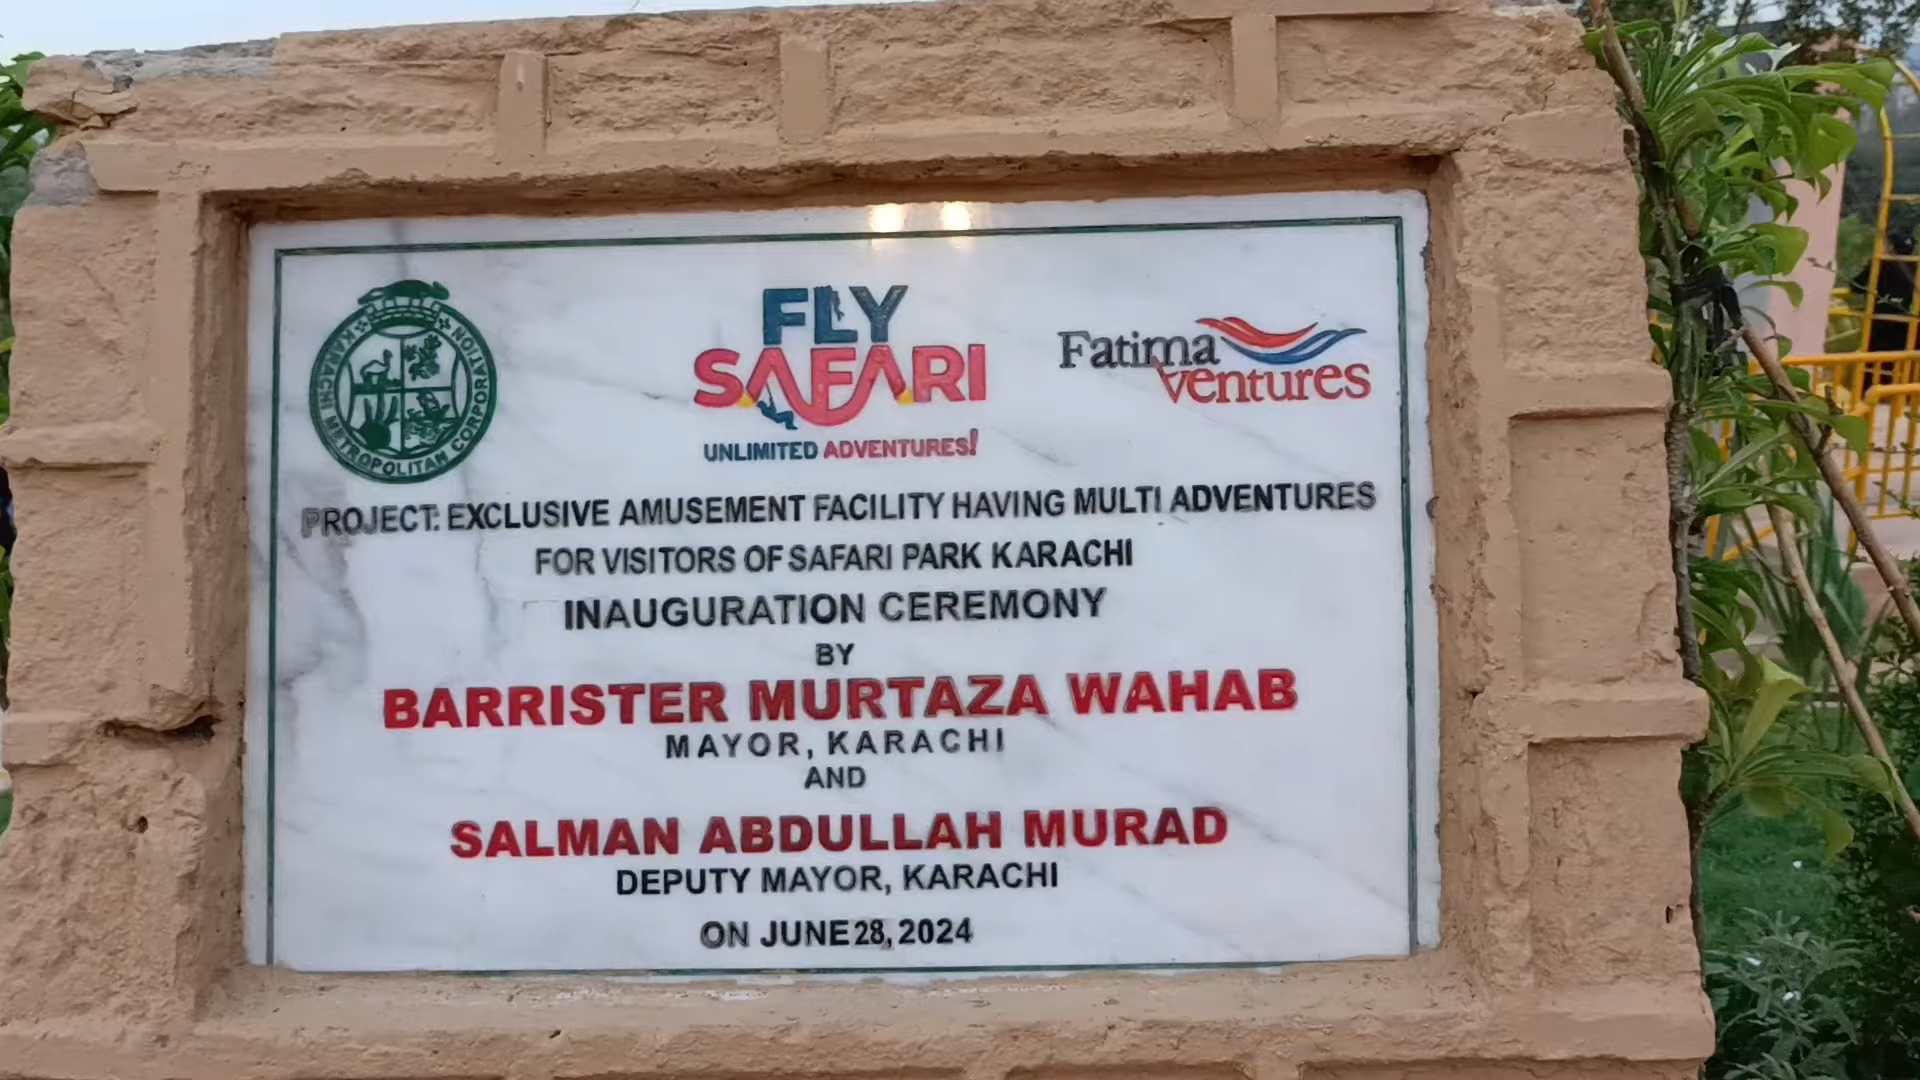 KARACHI METROPOLITAN CORPORATION
FLY
SAFARI
UNLIMITED ADVENTURES!
Fatima
Ventures
PROJECT: EXCLUSIVE AMUSEMENT FACILITY HAVING MULTI ADVENTURES
FOR VISITORS OF SAFARI PARK KARACHI
INAUGURATION CEREMONY
BY
BARRISTER MURTAZA WAHAB
MAYOR, KARACHI
AND
SALMAN ABDULLAH MURAD
DEPUTY MAYOR, KARACHI
ON JUNE 28, 2024